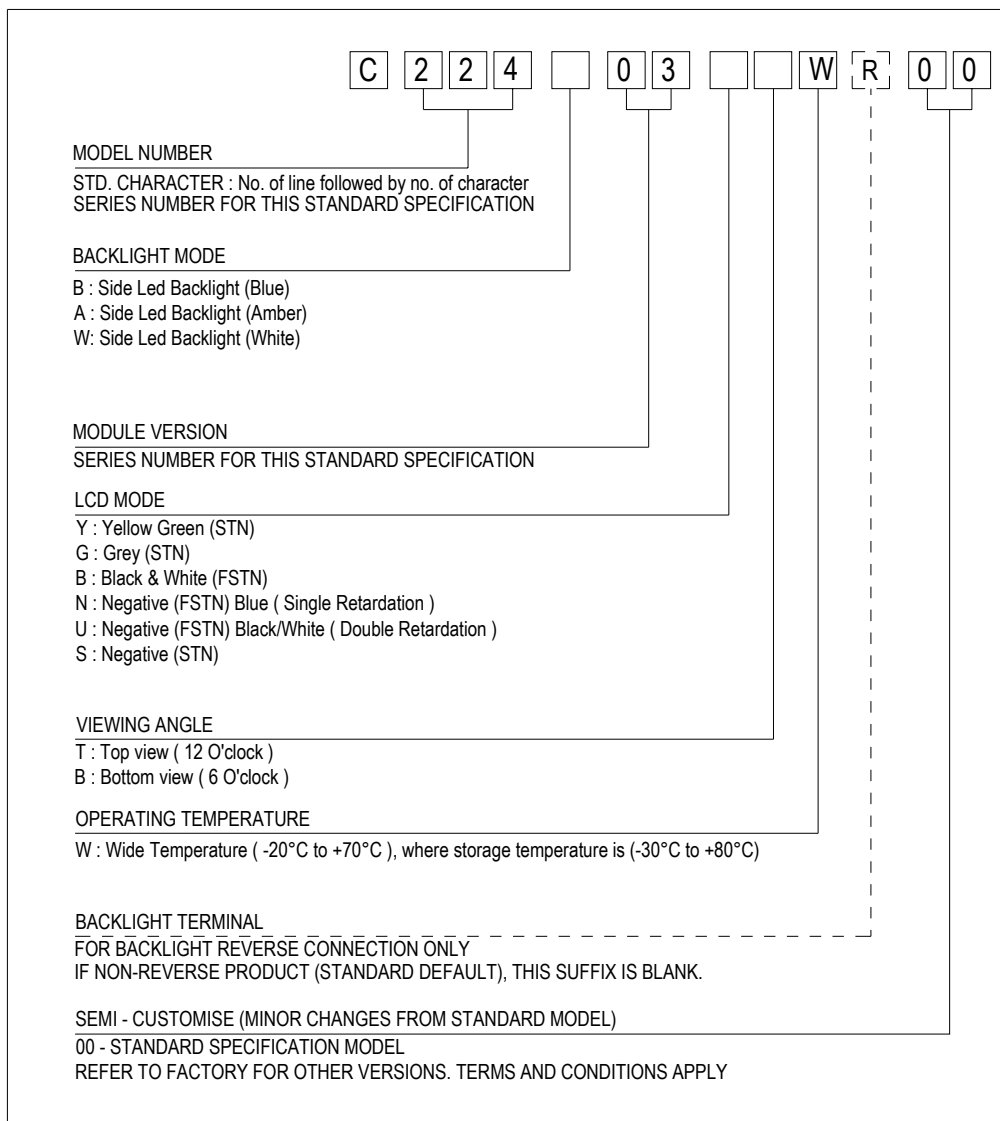 C 2 2 4 0 3 W R 0 0
MODEL NUMBER
STD. CHARACTER : No. of line followed by no. of character
SERIES NUMBER FOR THIS STANDARD SPECIFICATION
BACKLIGHT MODE
B : Side Led Backlight (Blue)
A : Side Led Backlight (Amber)
W: Side Led Backlight (White)
MODULE VERSION
SERIES NUMBER FOR THIS STANDARD SPECIFICATION
LCD MODE
Y : Yellow Green (STN)
G : Grey (STN)
B : Black & White (FSTN)
N : Negative (FSTN) Blue ( Single Retardation )
U : Negative (FSTN) Black/White ( Double Retardation )
S : Negative (STN)
VIEWING ANGLE
T : Top view ( 12 O'clock )
B : Bottom view ( 6 O'clock )
OPERATING TEMPERATURE
W : Wide Temperature ( -20°C to +70°C ), where storage temperature is (-30°C to +80°C)
BACKLIGHT TERMINAL
FOR BACKLIGHT REVERSE CONNECTION ONLY
IF NON-REVERSE PRODUCT (STANDARD DEFAULT), THIS SUFFIX IS BLANK.
SEMI - CUSTOMISE (MINOR CHANGES FROM STANDARD MODEL)
00 - STANDARD SPECIFICATION MODEL
REFER TO FACTORY FOR OTHER VERSIONS. TERMS AND CONDITIONS APPLY